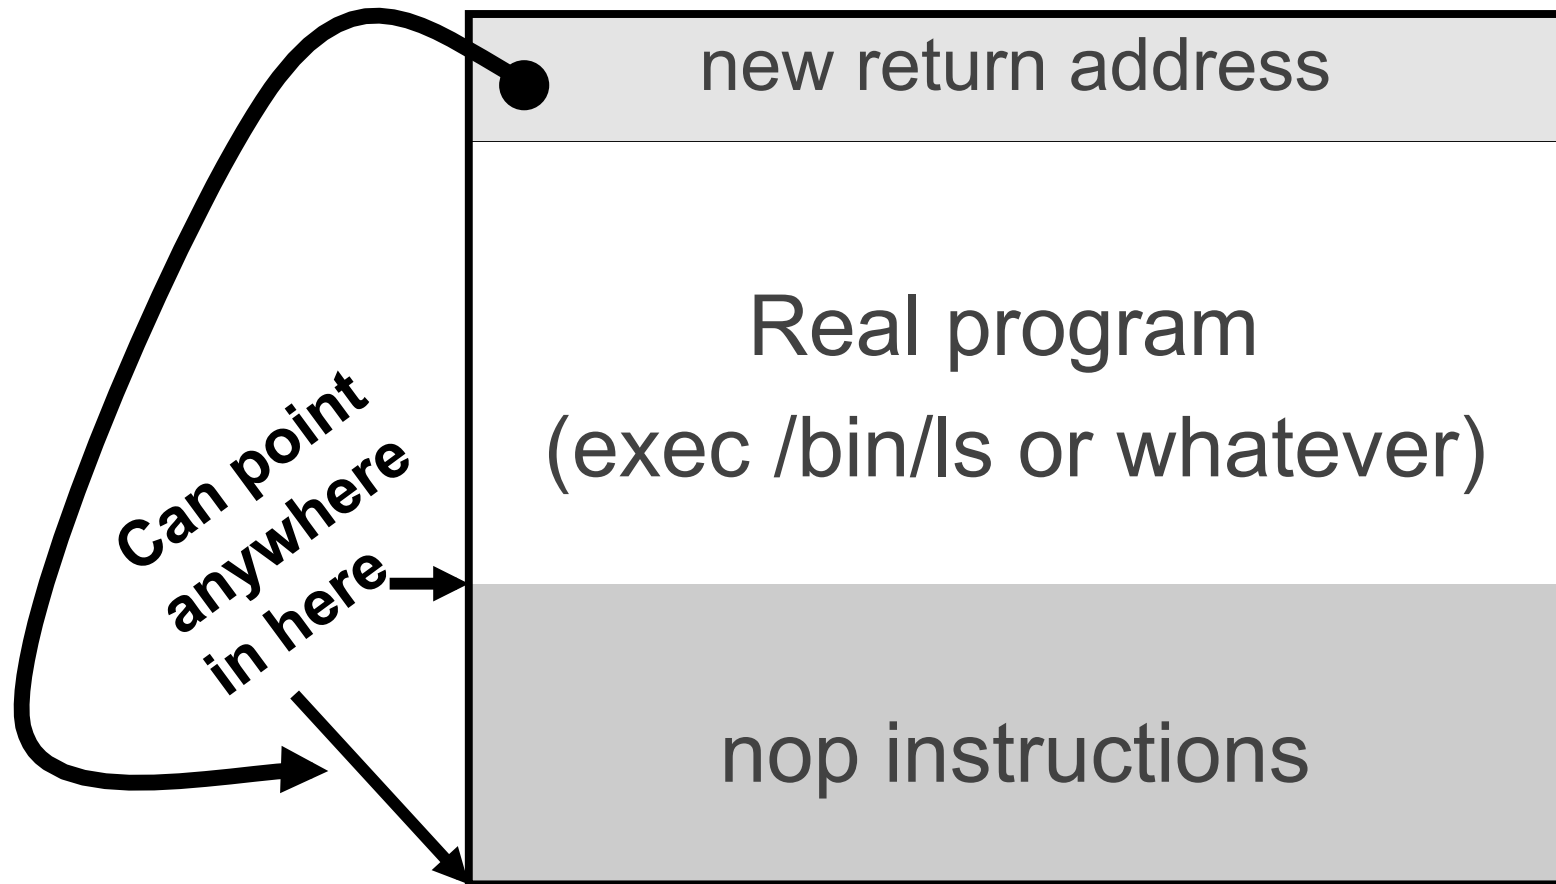 new return address
Real program
(exec /bin/ls or whatever)
Can point
anywhere
in here
nop instructions